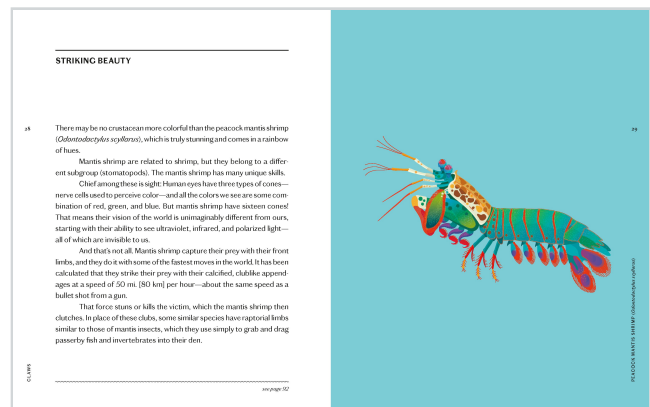 STRIKING BEAUTY
28
There may be no crustacean more colorful than the peacock mantis shrimp
(Odontodactylus scyllarus), which is truly stunning and comes in a rainbow
of hues.
Mantis shrimp are related to shrimp, but they belong to a differ-
ent subgroup (stomatopods). The mantis shrimp has many unique skills.
Chief among these is sight: Human eyes have three types of cones—
nerve cells used to perceive color—and all the colors we see are some com-
bination of red, green, and blue. But mantis shrimp have sixteen cones!
That means their vision of the world is unimaginably different from ours,
starting with their ability to see ultraviolet, infrared, and polarized light—
all of which are invisible to us.
And that's not all. Mantis shrimp capture their prey with their front
limbs, and they do it with some of the fastest moves in the world. It has been
calculated that they strike their prey with their calcified, clublike append-
ages at a speed of 50 mi. [80 km] per hour—about the same speed as a
bullet shot from a gun.
That force stuns or kills the victim, which the mantis shrimp then
clutches. In place of these clubs, some similar species have raptorial limbs
similar to those of mantis insects, which they use simply to grab and drag
passerby fish and invertebrates into their den.
CLAWS
see page 92
29
PEACOCK MANTIS SHRIMP (Odontodactylus scyllarus)